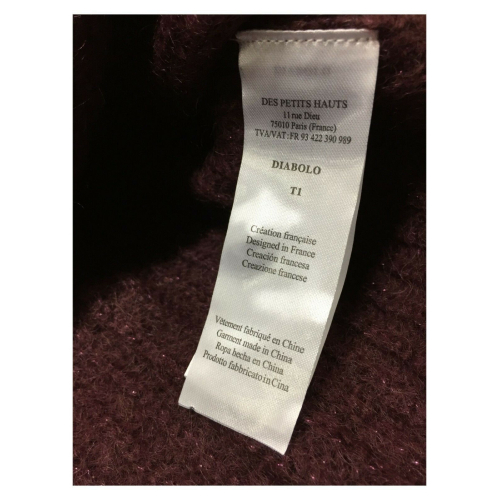 DES PETITS HAUTS
11 rue Dieu
75010 Paris (France)
TVA/VAT : FR 93 422 390 989
DIABOLO
T1
Création française
Designed in France
Creación francesa
Creazione francese
Vêtement fabriqué en Chine
Garment made in China
Ropa hecha en China
Prodotto fabbricato in Cina